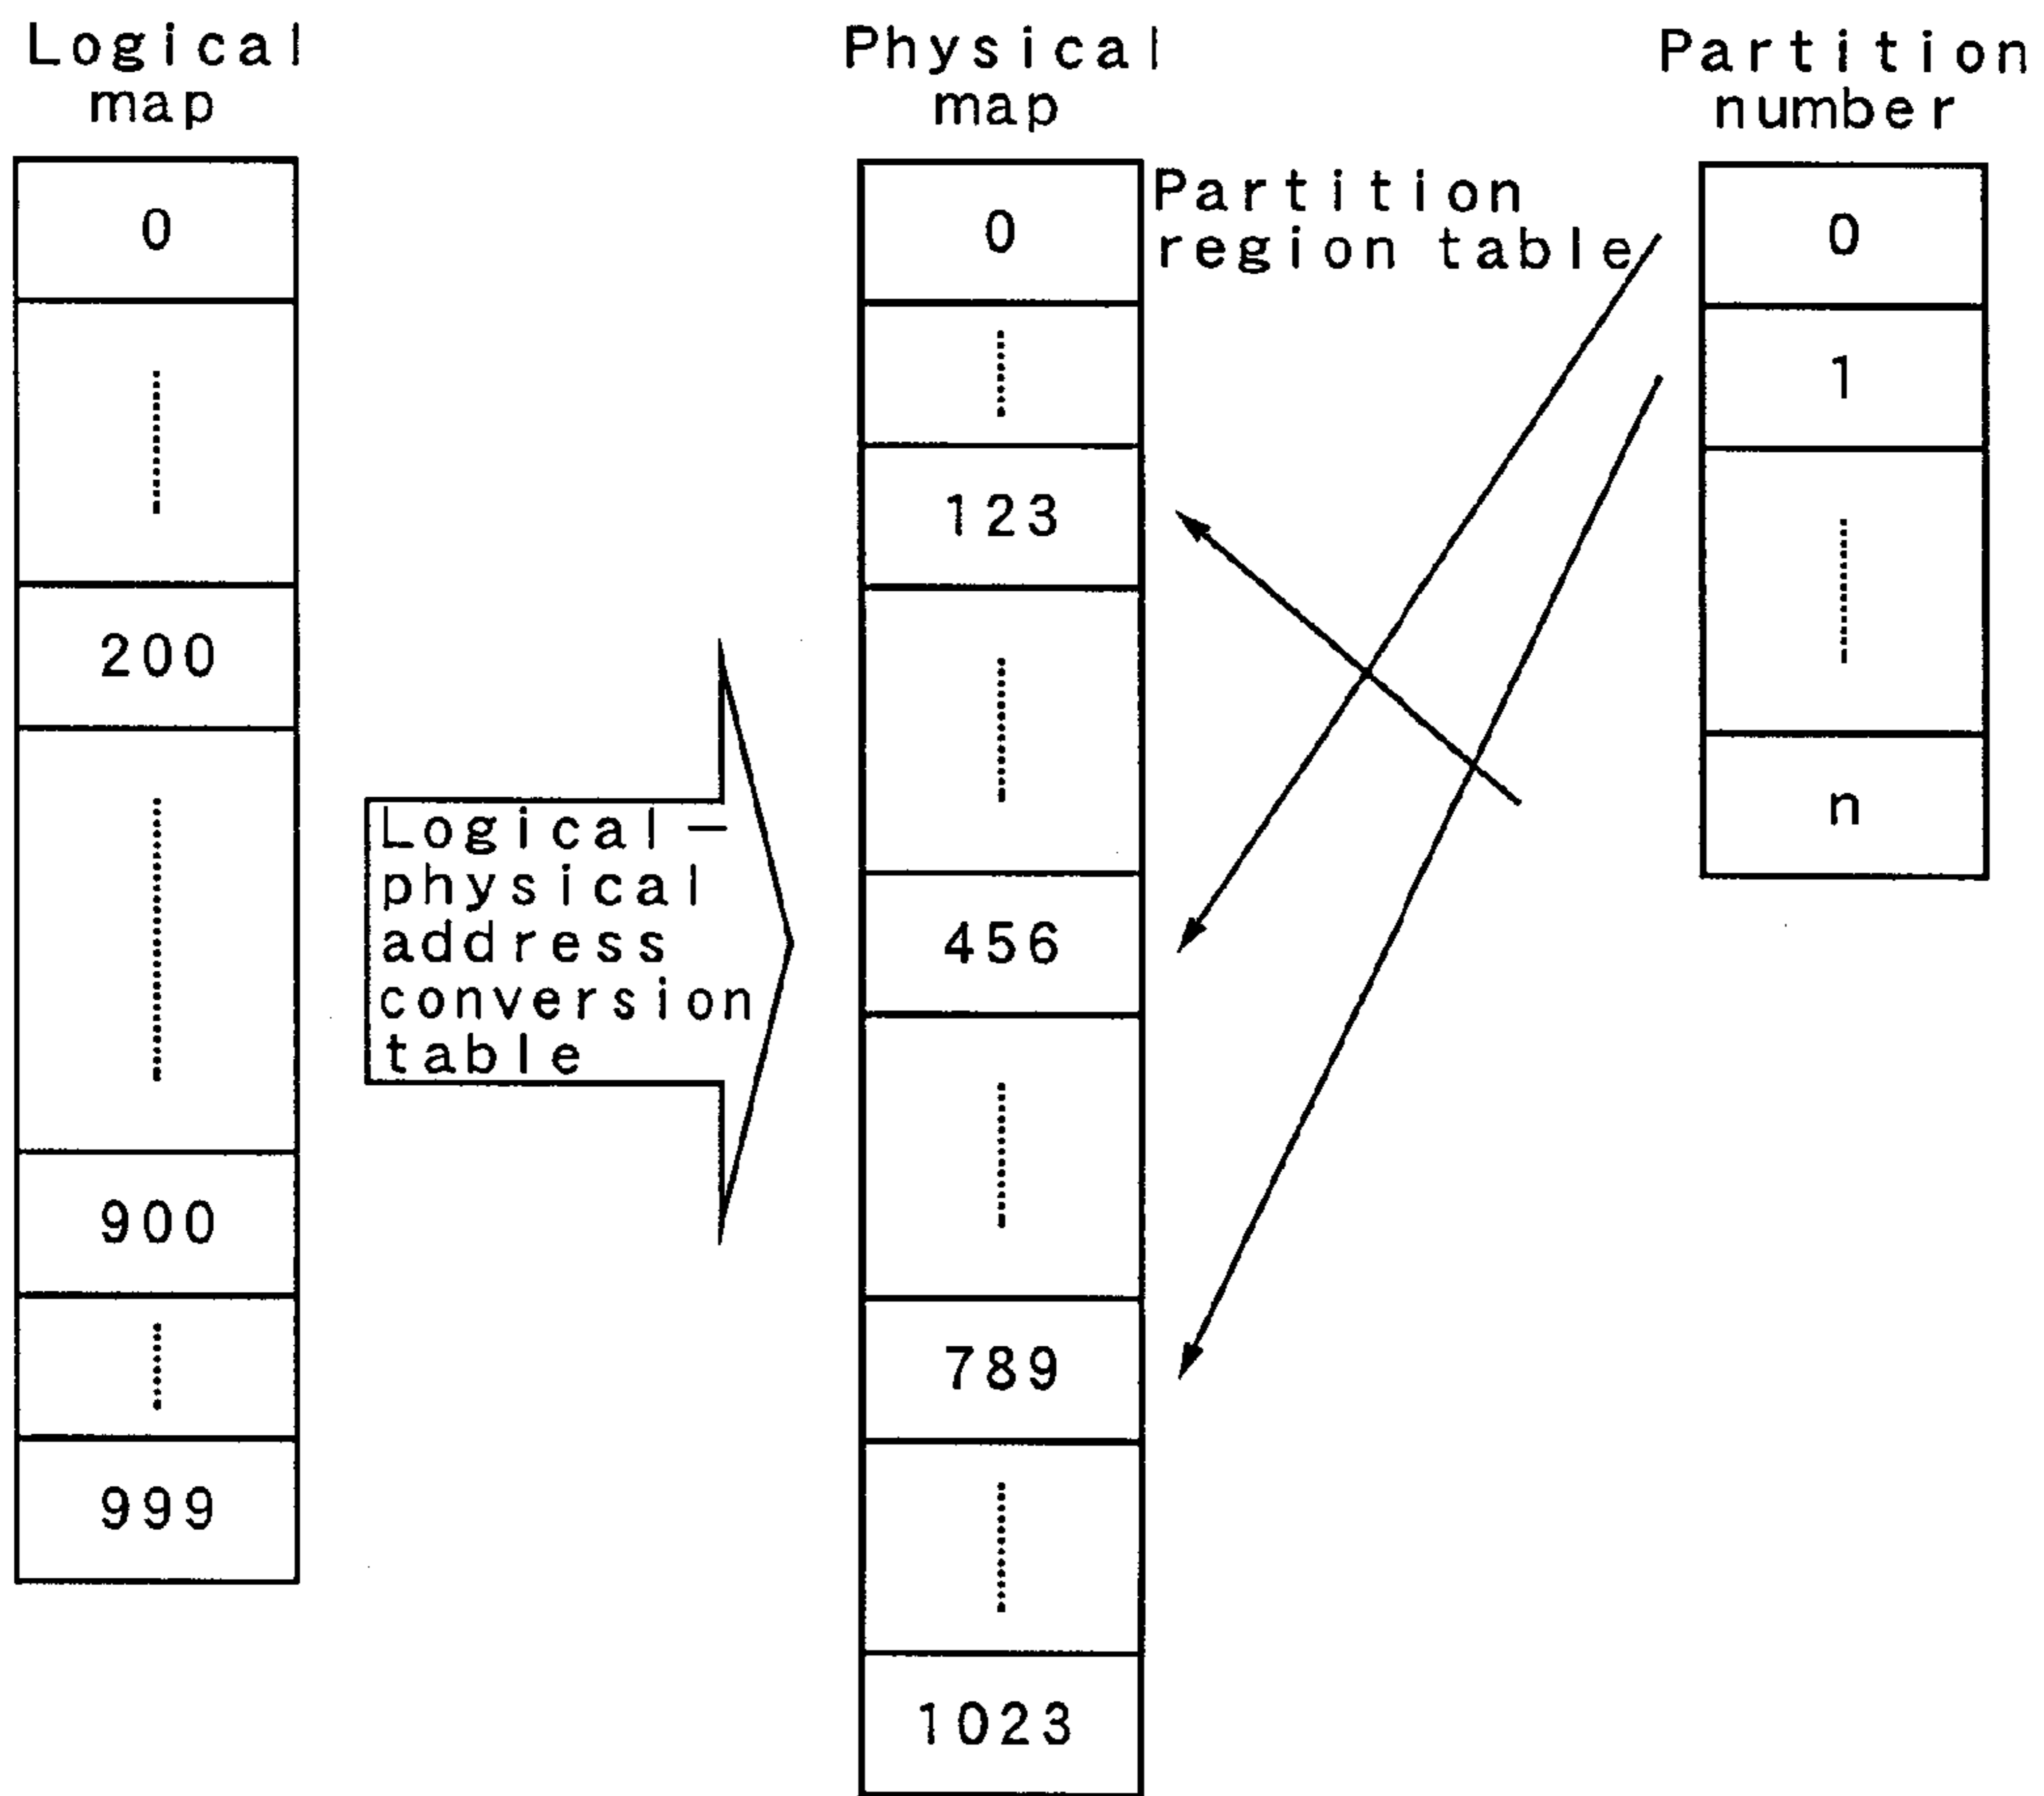 Logical
map
0
200
900
999
Logical-
physical
address
conversion
table
Physical
map
0
123
456
789
1023
Partition
region table
Partition
number
0
1
n